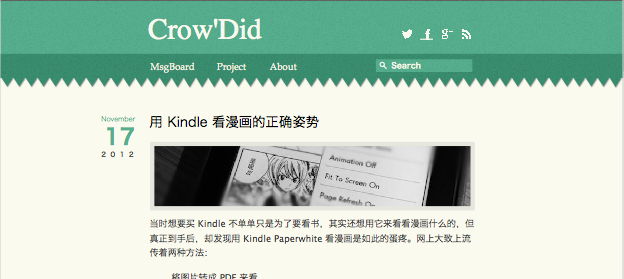 Crow'Did
MsgBoard Project About
Search
November
17
2012
用 Kindle 看漫画的正确姿势
Animation Off
Fit To Screen On
Page Refresh On
当时想要买 Kindle 不单单只是为了要看书，其实还想用它来看看漫画什么的，但
真正到手后，却发现用 Kindle Paperwhite 看漫画是如此的蛋疼。网上大致上流
传着两种方法：
将图片转成 PDF 来看